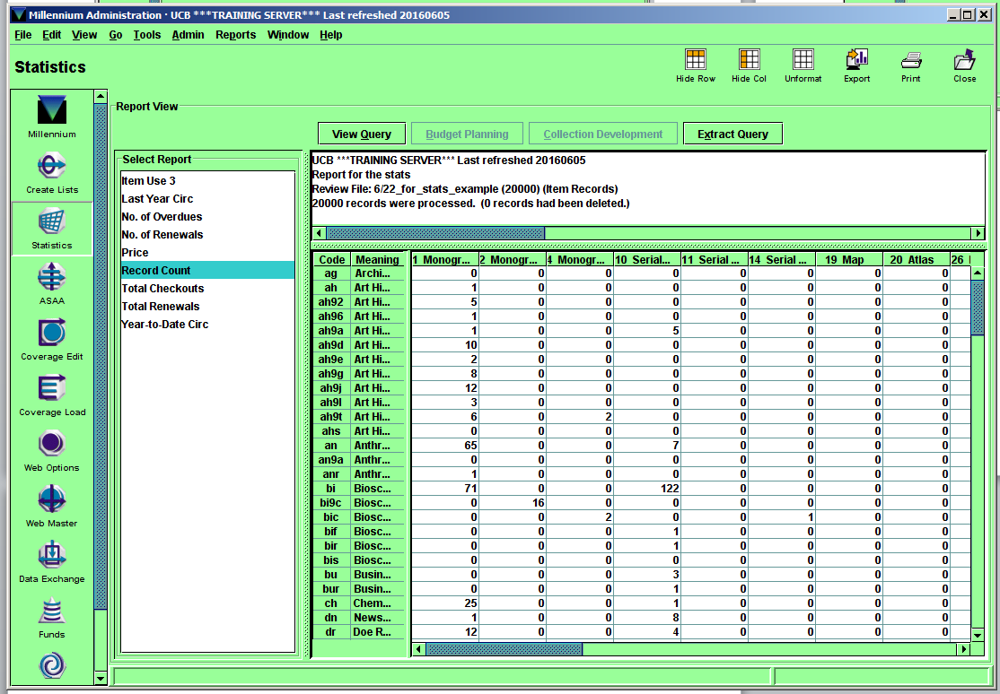 Millennium Administration · UCB ***TRAINING SERVER*** Last refreshed 20160605
File Edit View Go Tools Admin Reports Window Help
Statistics
Hide Row Hide Col Unformat Export Print Close
Millennium
Create Lists
Statistics
ASAA
Coverage Edit
Coverage Load
Web Options
Web Master
Data Exchange
Funds
Report View
View Query Budget Planning Collection Development Extract Query
Select Report
Item Use 3
Last Year Circ
No. of Overdues
No. of Renewals
Price
Record Count
Total Checkouts
Total Renewals
Year-to-Date Circ
UCB ***TRAINING SERVER*** Last refreshed 20160605
Report for the stats
Review File: 6/22_for_stats_example (20000) (Item Records)
20000 records were processed. (0 records had been deleted.)
Code Meaning 1 Monogr... 2 Monogr... 4 Monogr... 10 Serial... 11 Serial ... 14 Serial ... 19 Map 20 Atlas 26
ag Archi... 0 0 0 0 0 0 0 0
ah Art Hi... 1 0 0 0 0 0 0 0
ah92 Art Hi... 5 0 0 0 0 0 0 0
ah96 Art Hi... 1 0 0 0 0 0 0 0
ah9a Art Hi... 1 0 0 5 0 0 0 0
ah9d Art Hi... 10 0 0 0 0 0 0 0
ah9e Art Hi... 2 0 0 0 0 0 0 0
ah9g Art Hi... 8 0 0 0 0 0 0 0
ah9j Art Hi... 12 0 0 0 0 0 0 0
ah9l Art Hi... 3 0 0 0 0 0 0 0
ah9t Art Hi... 6 0 2 0 0 0 0 0
ahs Art Hi... 0 0 0 0 0 0 0 0
an Anthr... 65 0 0 7 0 0 0 0
an9a Anthr... 0 0 0 0 0 0 0 0
anr Anthr... 1 0 0 0 0 0 0 0
bi Biosc... 71 0 0 122 0 0 0 0
bi9c Biosc... 0 16 0 0 0 0 0 0
bic Biosc... 0 0 2 0 0 1 0 0
bif Biosc... 0 0 0 1 0 0 0 0
bir Biosc... 0 0 0 1 0 0 0 0
bis Biosc... 0 0 0 0 0 0 0 0
bu Busin... 0 0 0 3 0 0 0 0
bur Busin... 0 0 0 1 0 0 0 0
ch Chem... 25 0 0 1 0 0 0 0
dn News... 1 0 0 8 0 0 0 0
dr Doe R... 12 0 0 4 0 0 0 0